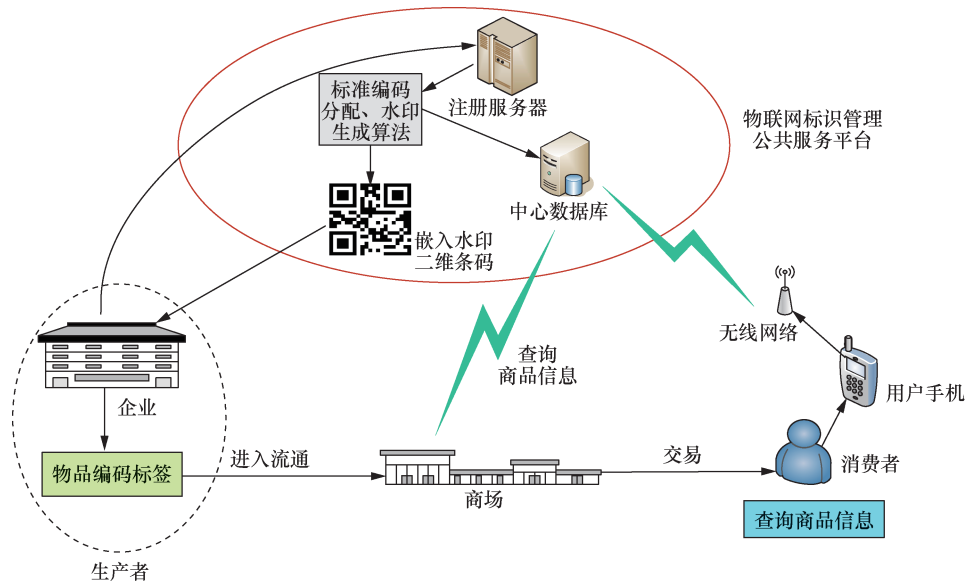 注册服务器
标准编码
分配、水印
生成算法
物联网标识管理
公共服务平台
中心数据库
嵌入水印
二维条码
无线网络
查询
商品信息
用户手机
企业
物品编码标签
进入流通
商场
交易
消费者
查询商品信息
生产者